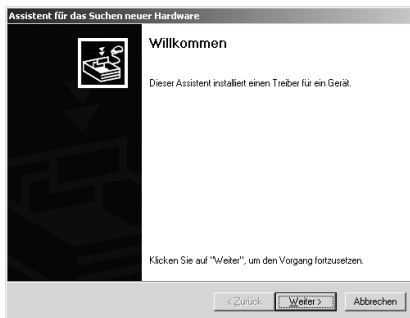 Assistent für das Suchen neuer Hardware
Willkommen
Dieser Assistent installiert einen Treiber für ein Gerät.
Klicken Sie auf "Weiter", um den Vorgang fortzusetzen.
< Zurück
Weiter >
Abbrechen